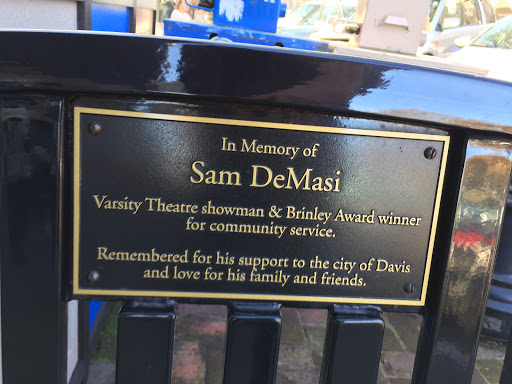 In Memory of
Sam DeMasi
Varsity Theatre showman & Brinley Award winner
for community service.
Remembered for his support to the city of Davis
and love for his family and friends.